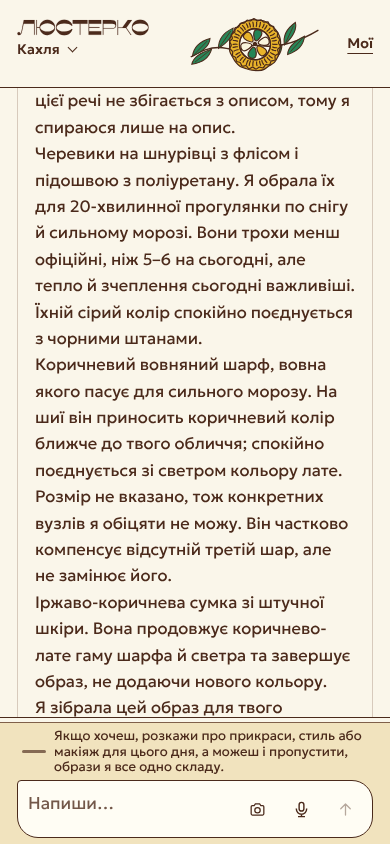 ЛЮСТЕРКО
Кахля
Мої
цієї речі не збігається з описом, тому я
спираюся лише на опис.
Черевики на шнурівці з флісом і
підошвою з поліуретану. Я обрала їх
для 20-хвилинної прогулянки по снігу
й сильному морозі. Вони трохи менш
офіційні, ніж 5–6 на сьогодні, але
тепло й зчеплення сьогодні важливіші.
Їхній сірий колір спокійно поєднується
з чорними штанами.
Коричневий вовняний шарф, вовна
якого пасує для сильного морозу. На
шиї він приносить коричневий колір
ближче до твого обличчя; спокійно
поєднується зі светром кольору лате.
Розмір не вказано, тож конкретних
вузлів я обіцяти не можу. Він частково
компенсує відсутній третій шар, але
не замінює його.
Іржаво-коричнева сумка зі штучної
шкіри. Вона продовжує коричнево-
лате гаму шарфа й светра та завершує
образ, не додаючи нового кольору.
Я зібрала цей образ для твого
Якщо хочеш, розкажи про прикраси, стиль або
макіяж для цього дня, а можеш і пропустити,
образи я все одно складу.
Напиши...